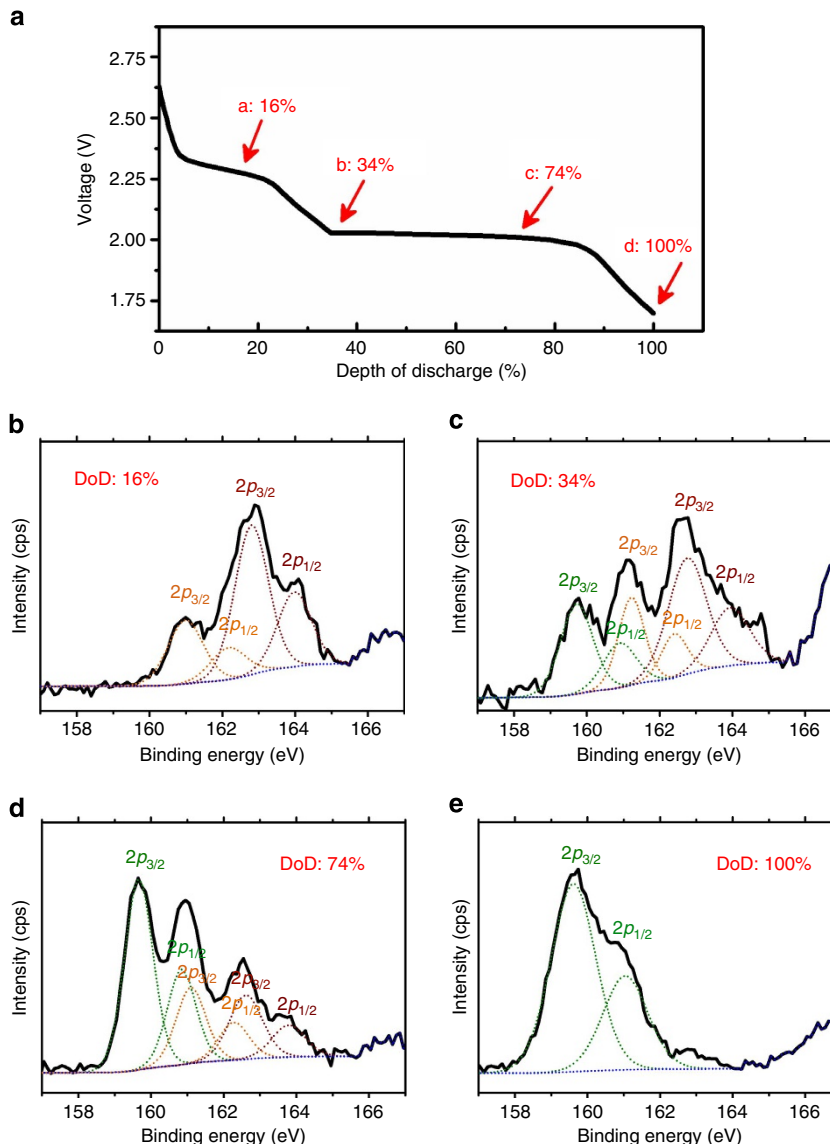 a
2.75
2.50
2.25
2.00
1.75
Voltage (V)
a: 16%
b: 34%
c: 74%
d: 100%
0 20 40 60 80 100
Depth of discharge (%)
b
DoD: 16%
2p3/2
2p1/2
2p3/2
2p1/2
Intensity (cps)
158 160 162 164 166
Binding energy (eV)
c
DoD: 34%
2p3/2
2p3/2
2p1/2
2p3/2
2p1/2
2p1/2
Intensity (cps)
158 160 162 164 166
Binding energy (eV)
d
DoD: 74%
2p3/2
2p1/2
2p3/2
2p3/2
2p1/2
2p1/2
Intensity (cps)
158 160 162 164 166
Binding energy (eV)
e
DoD: 100%
2p3/2
2p1/2
Intensity (cps)
158 160 162 164 166
Binding energy (eV)